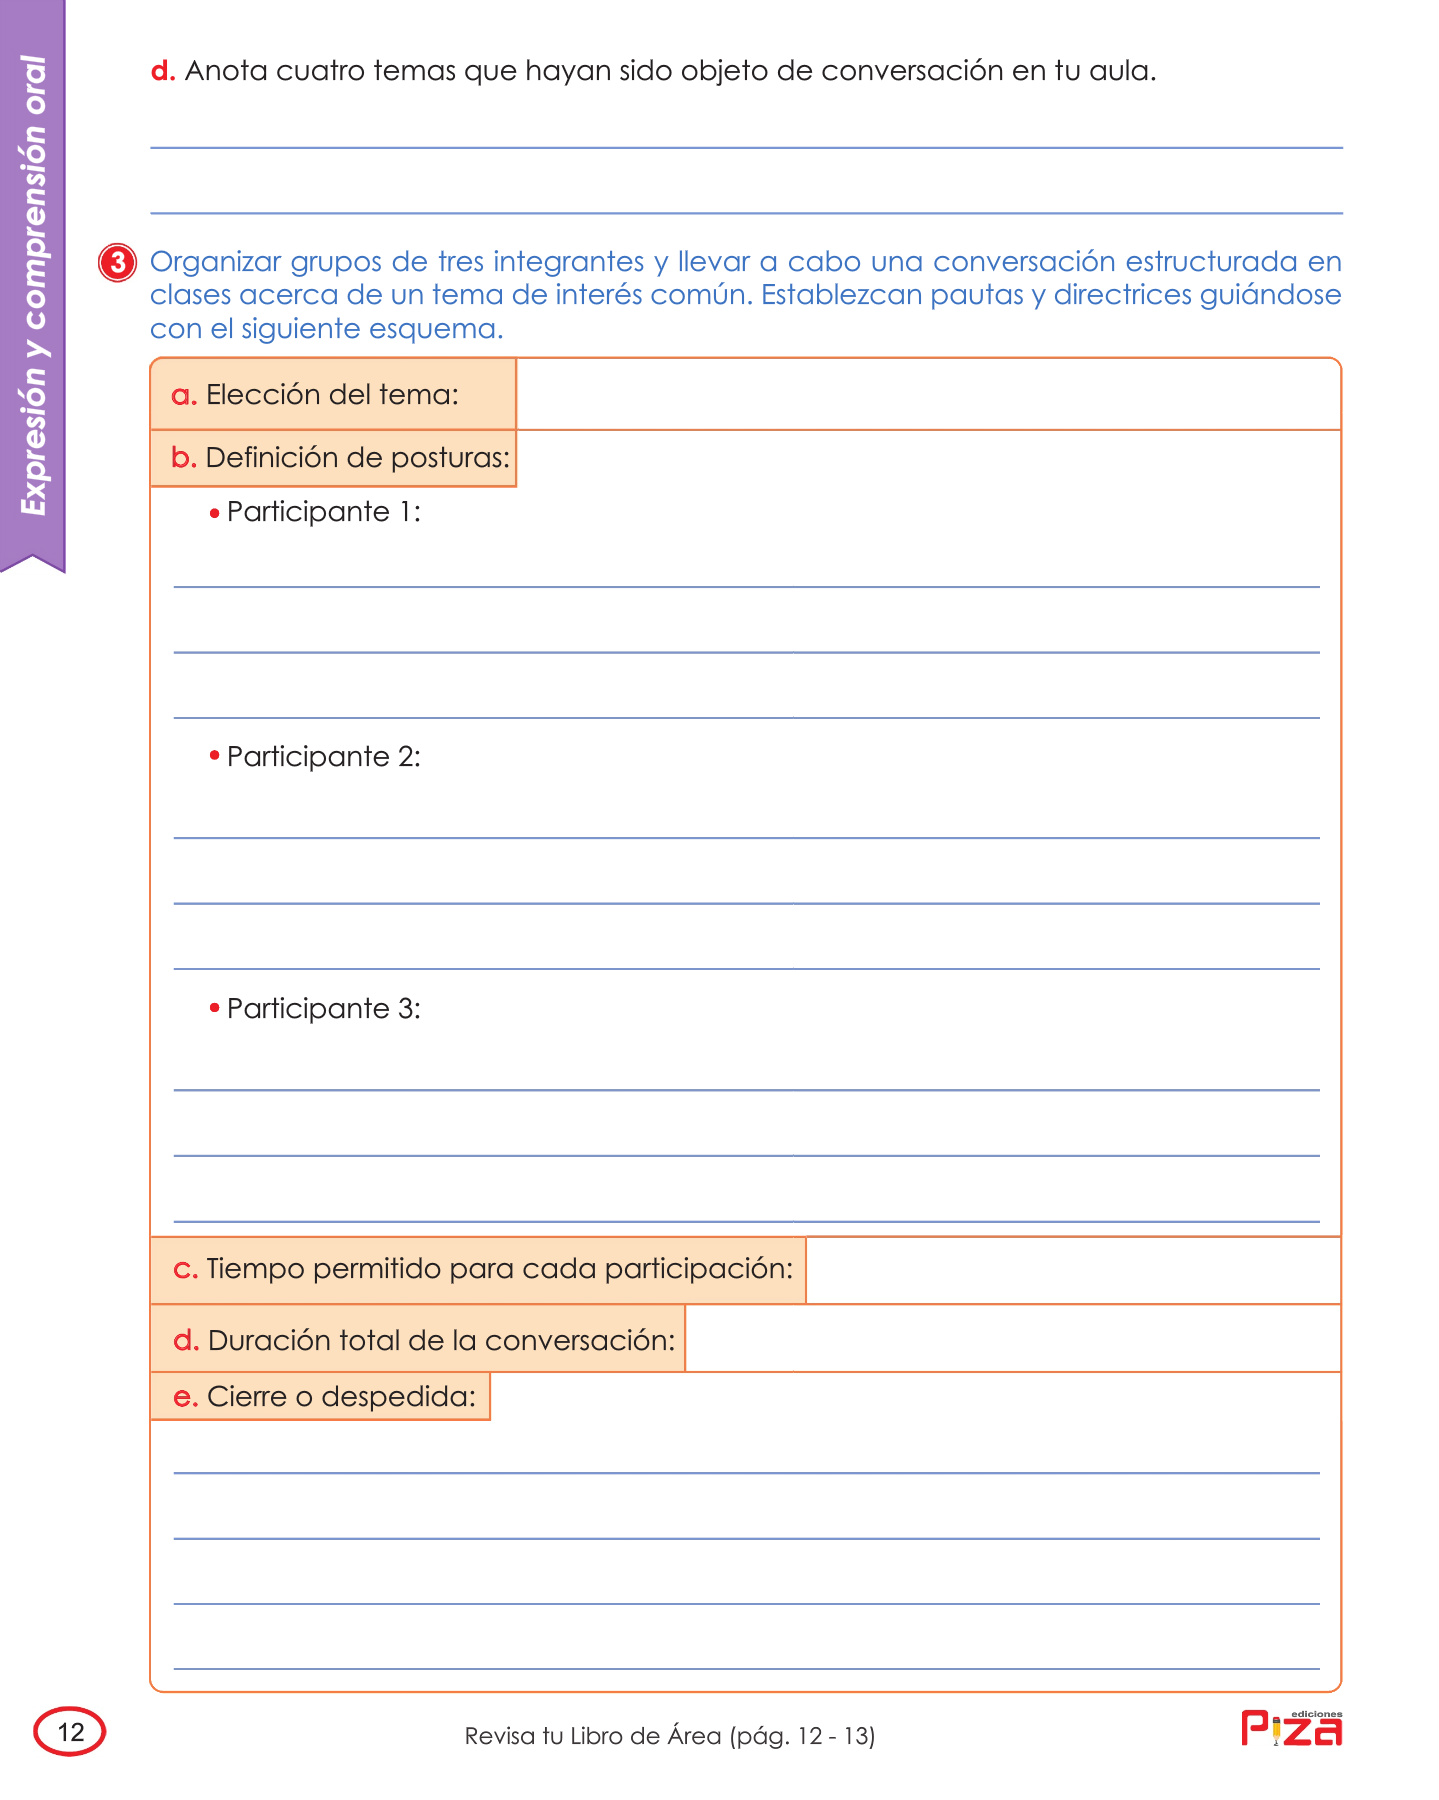 Expresión y comprensión oral
d. Anota cuatro temas que hayan sido objeto de conversación en tu aula.
3 Organizar grupos de tres integrantes y llevar a cabo una conversación estructurada en
clases acerca de un tema de interés común. Establezcan pautas y directrices guiándose
con el siguiente esquema.
a. Elección del tema:
b. Definición de posturas:
• Participante 1:
• Participante 2:
• Participante 3:
c. Tiempo permitido para cada participación:
d. Duración total de la conversación:
e. Cierre o despedida:
12
Revisa tu Libro de Área (pág. 12 - 13)
ediciones
Piza